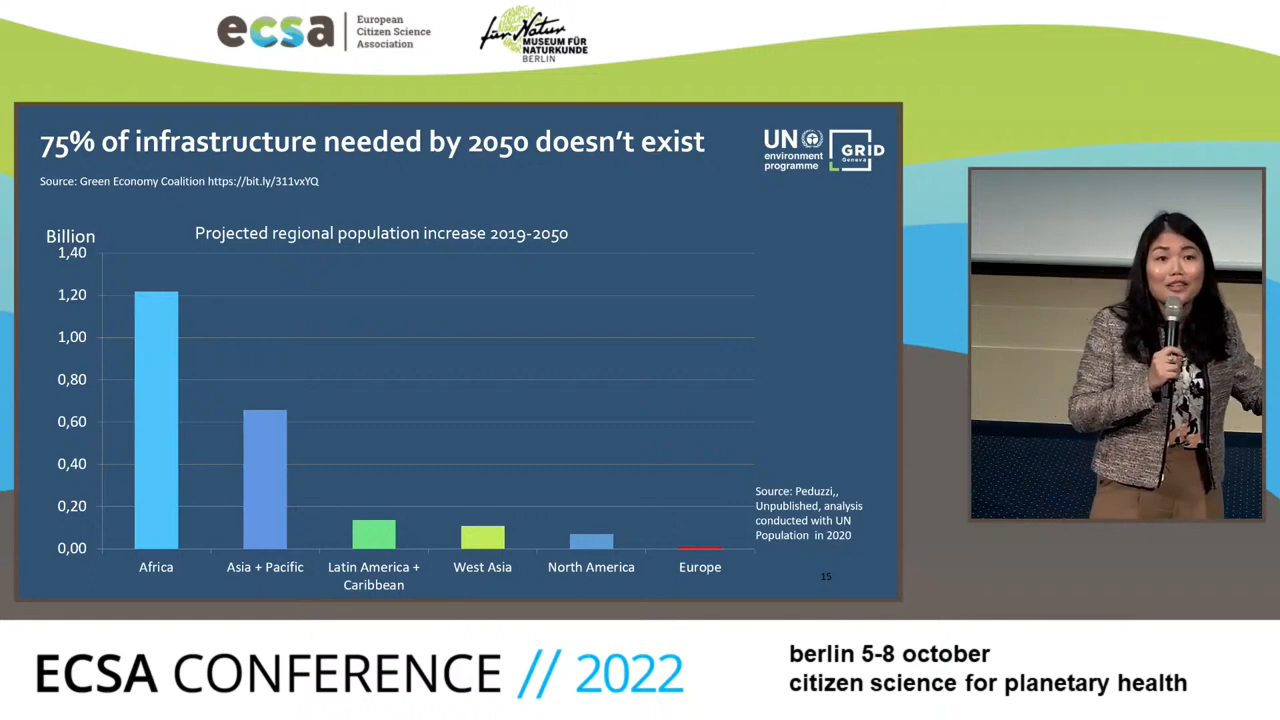 ecsa
European
Citizen Science
Association
für Natur
MUSEUM FÜR
NATURKUNDE
BERLIN
75% of infrastructure needed by 2050 doesn't exist
Source: Green Economy Coalition https://bit.ly/311vxYQ
UN
environment
programme
GRID
Geneva
Billion
Projected regional population increase 2019-2050
1,40
1,20
1,00
0,80
0,60
0,40
0,20
0,00
Africa
Asia + Pacific
Latin America +
Caribbean
West Asia
North America
Europe
Source: Peduzzi,,
Unpublished, analysis
conducted with UN
Population in 2020
15
ECSA CONFERENCE // 2022
berlin 5-8 october
citizen science for planetary health